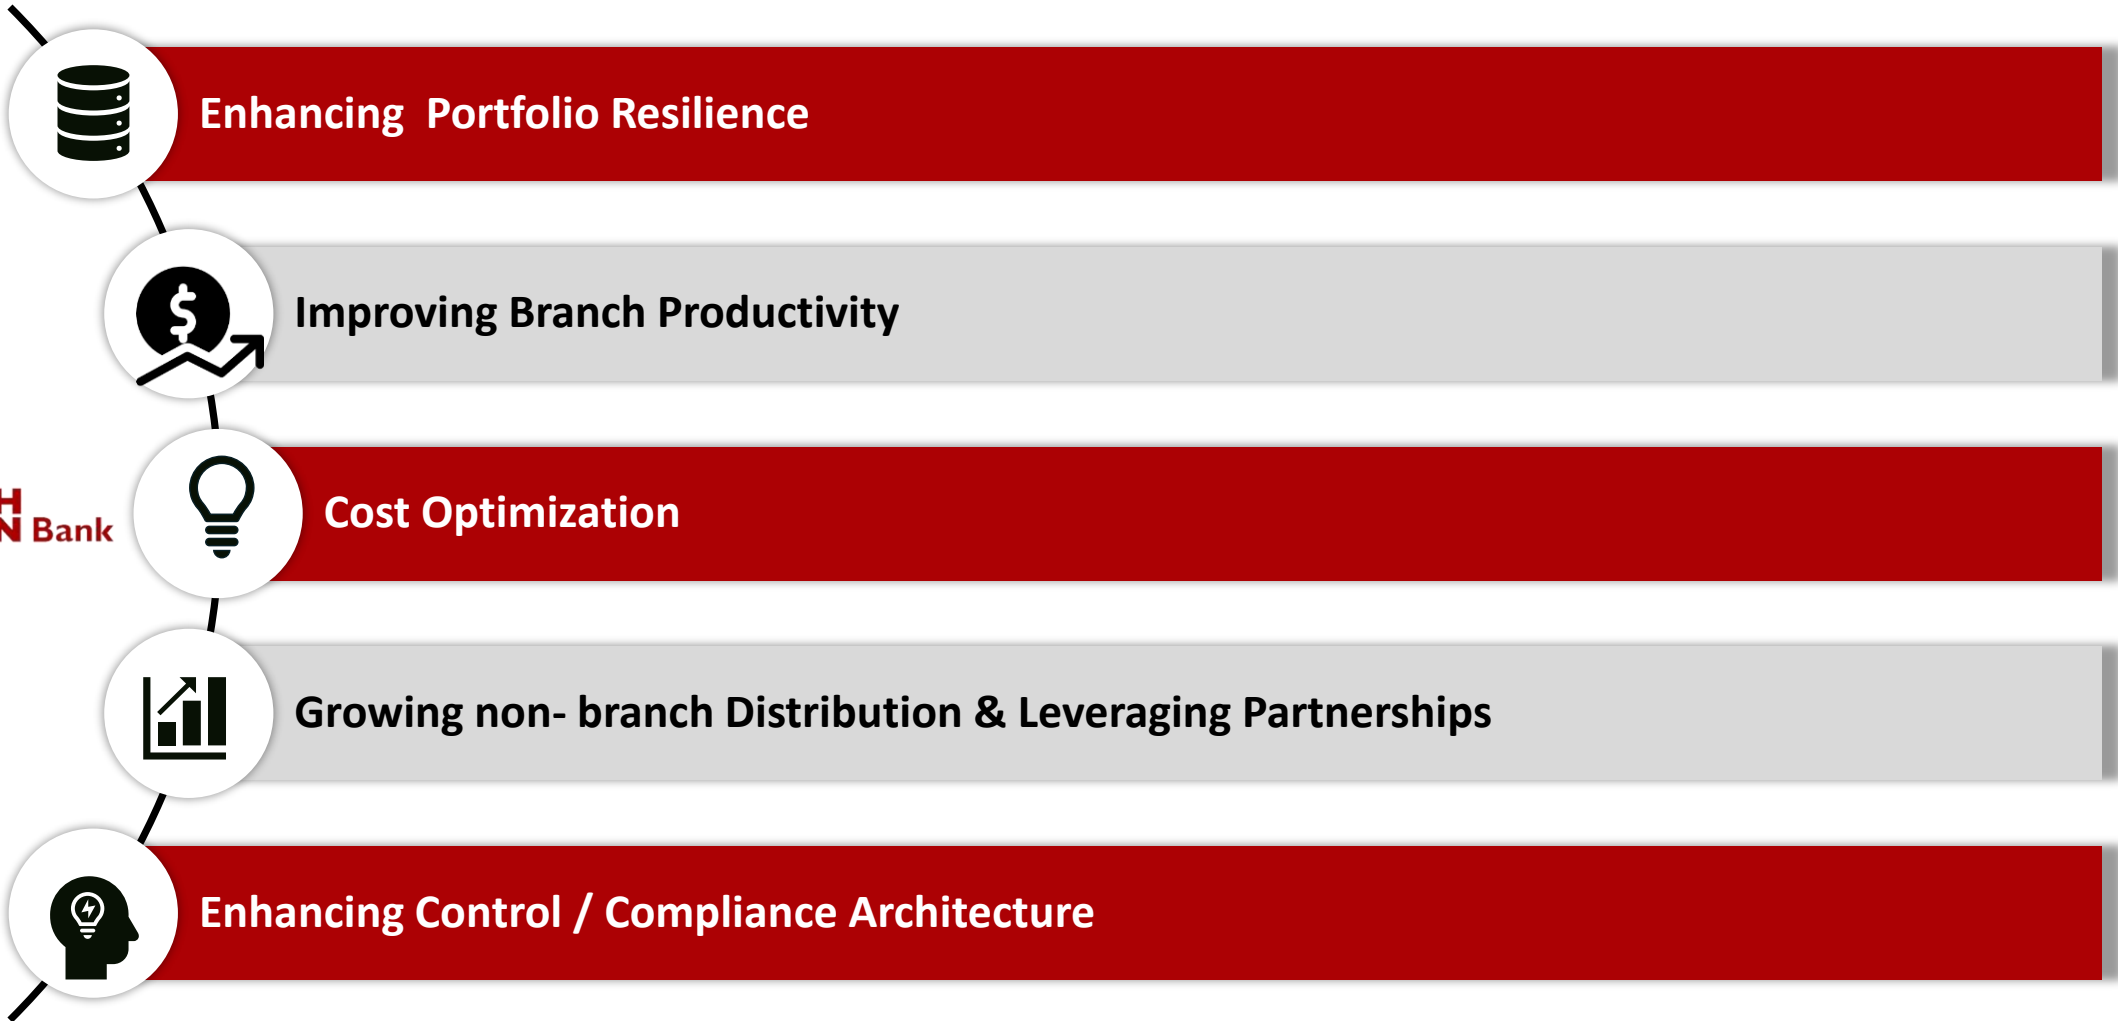 Enhancing  Portfolio Resilience
Improving Branch Productivity
H
N Bank
Cost Optimization
Growing non- branch Distribution & Leveraging Partnerships
Enhancing Control / Compliance Architecture